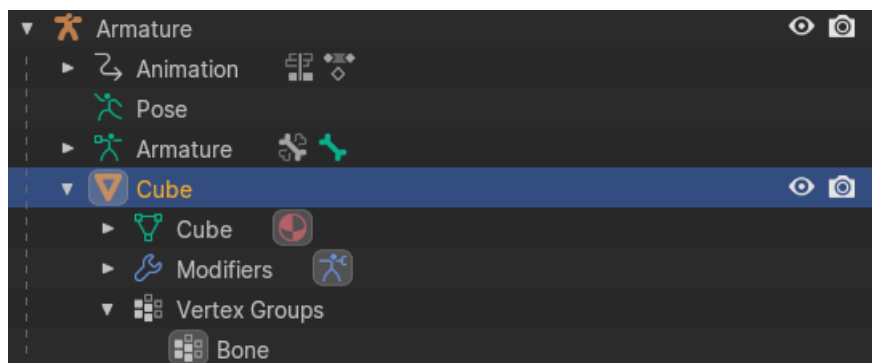 Armature
Animation
Pose
Armature
Cube
Cube
Modifiers
Vertex Groups
Bone